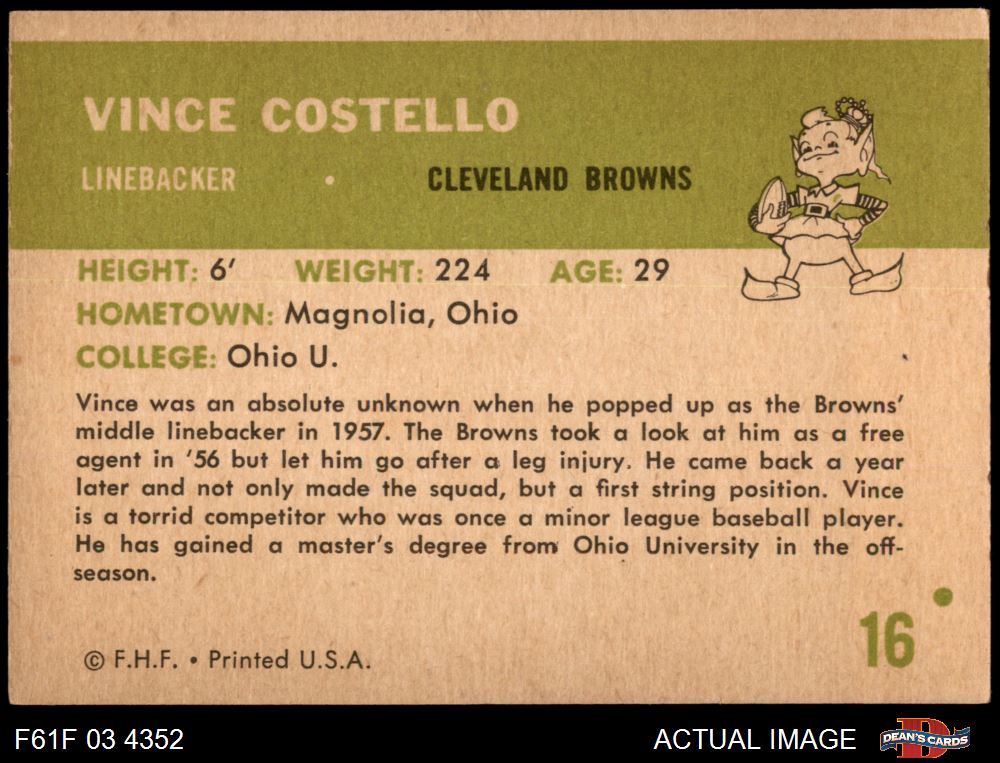 VINCE COSTELLO
LINEBACKER • CLEVELAND BROWNS
HEIGHT: 6' WEIGHT: 224 AGE: 29
HOMETOWN: Magnolia, Ohio
COLLEGE: Ohio U.
Vince was an absolute unknown when he popped up as the Browns'
middle linebacker in 1957. The Browns took a look at him as a free
agent in '56 but let him go after a leg injury. He came back a year
later and not only made the squad, but a first string position. Vince
is a torrid competitor who was once a minor league baseball player.
He has gained a master's degree from Ohio University in the off-
season.
16
© F.H.F. • Printed U.S.A.
F61F 03 4352 ACTUAL IMAGE D DEAN'S CARDS